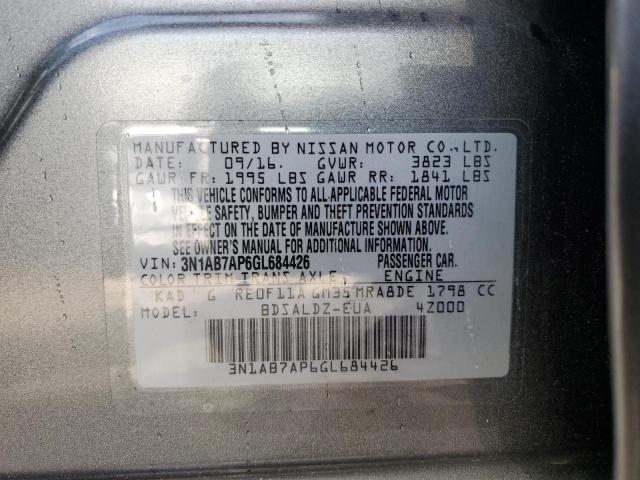 MANUFACTURED BY NISSAN MOTOR CO.,LTD.
DATE: 09/16. GVWR: 3823 LBS
GAWR FR: 1995 LBS GAWR RR: 1841 LBS
THIS VEHICLE CONFORMS TO ALL APPLICABLE FEDERAL MOTOR
VEHICLE SAFETY, BUMPER AND THEFT PREVENTION STANDARDS
IN EFFECT ON THE DATE OF MANUFACTURE SHOWN ABOVE.
SEE OWNER'S MANUAL FOR ADDITIONAL INFORMATION
VIN: 3N1AB7AP6GL684426 PASSENGER CAR.
COLOR TRIM TRANS AXLE, ENGINE
KAD G RE0F11A GM35 MRA8DE 1798 CC
MODEL: BDSALDZ-EUA 4Z000
3N1AB7AP6GL684426